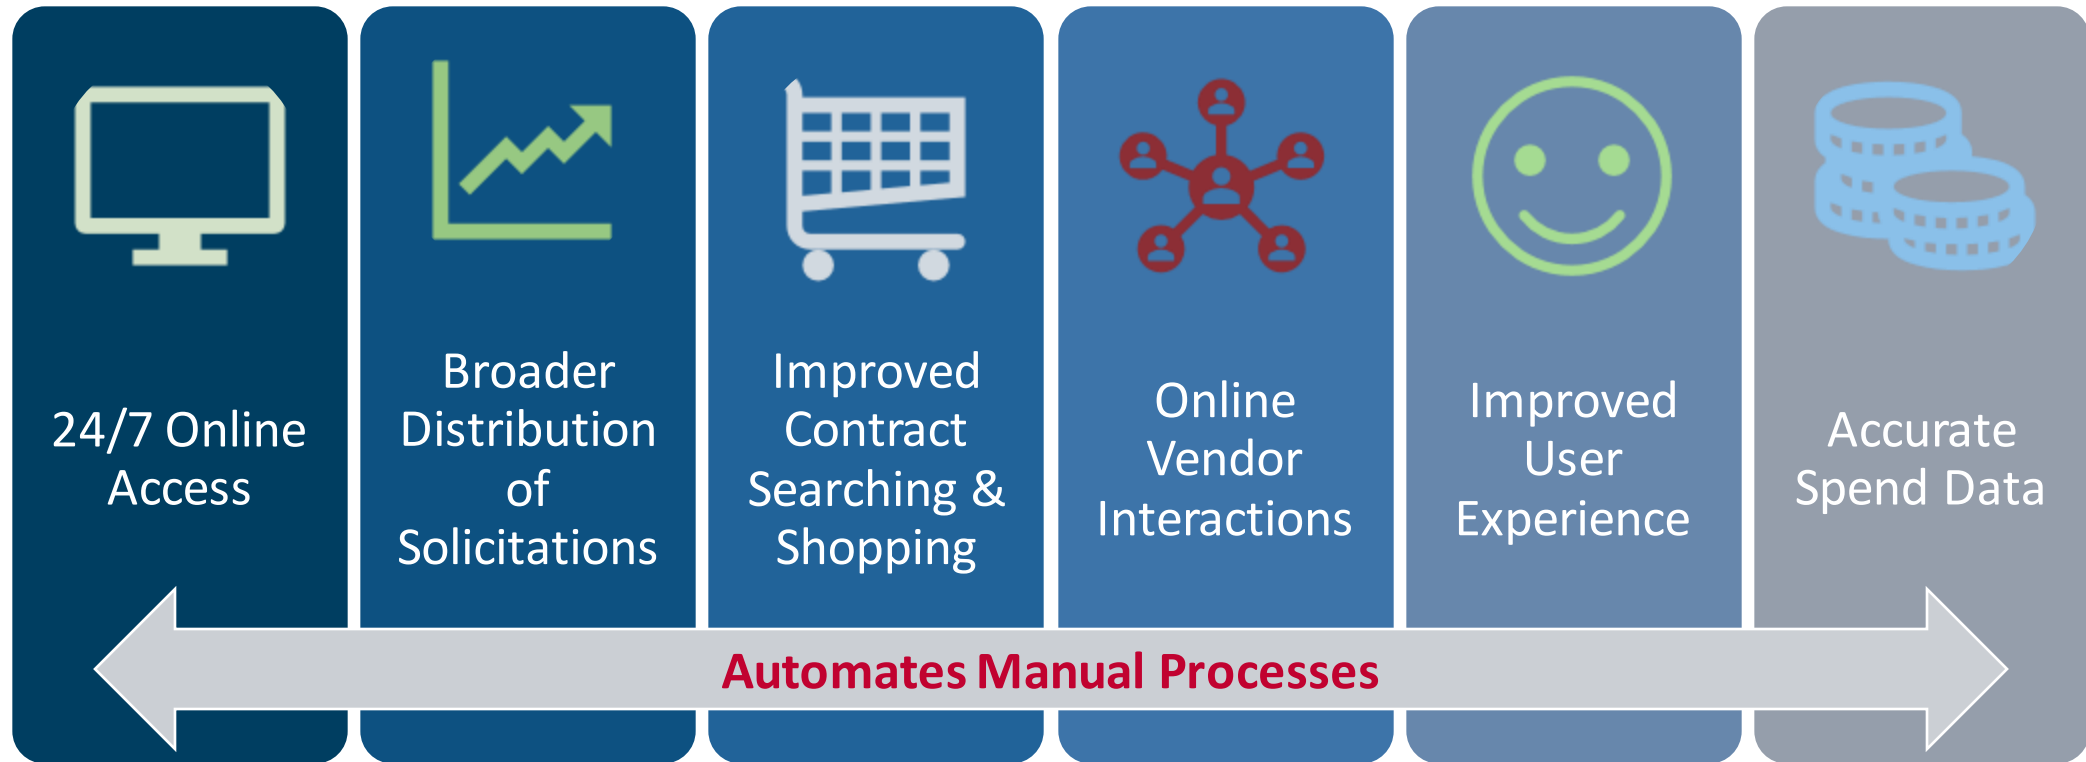 24/7 Online
Access
Broader
Distribution
of
Solicitations
Improved
Contract
Searching &
Shopping
Online
Vendor
Interactions
Improved
User
Experience
Accurate
Spend Data
Automates Manual Processes